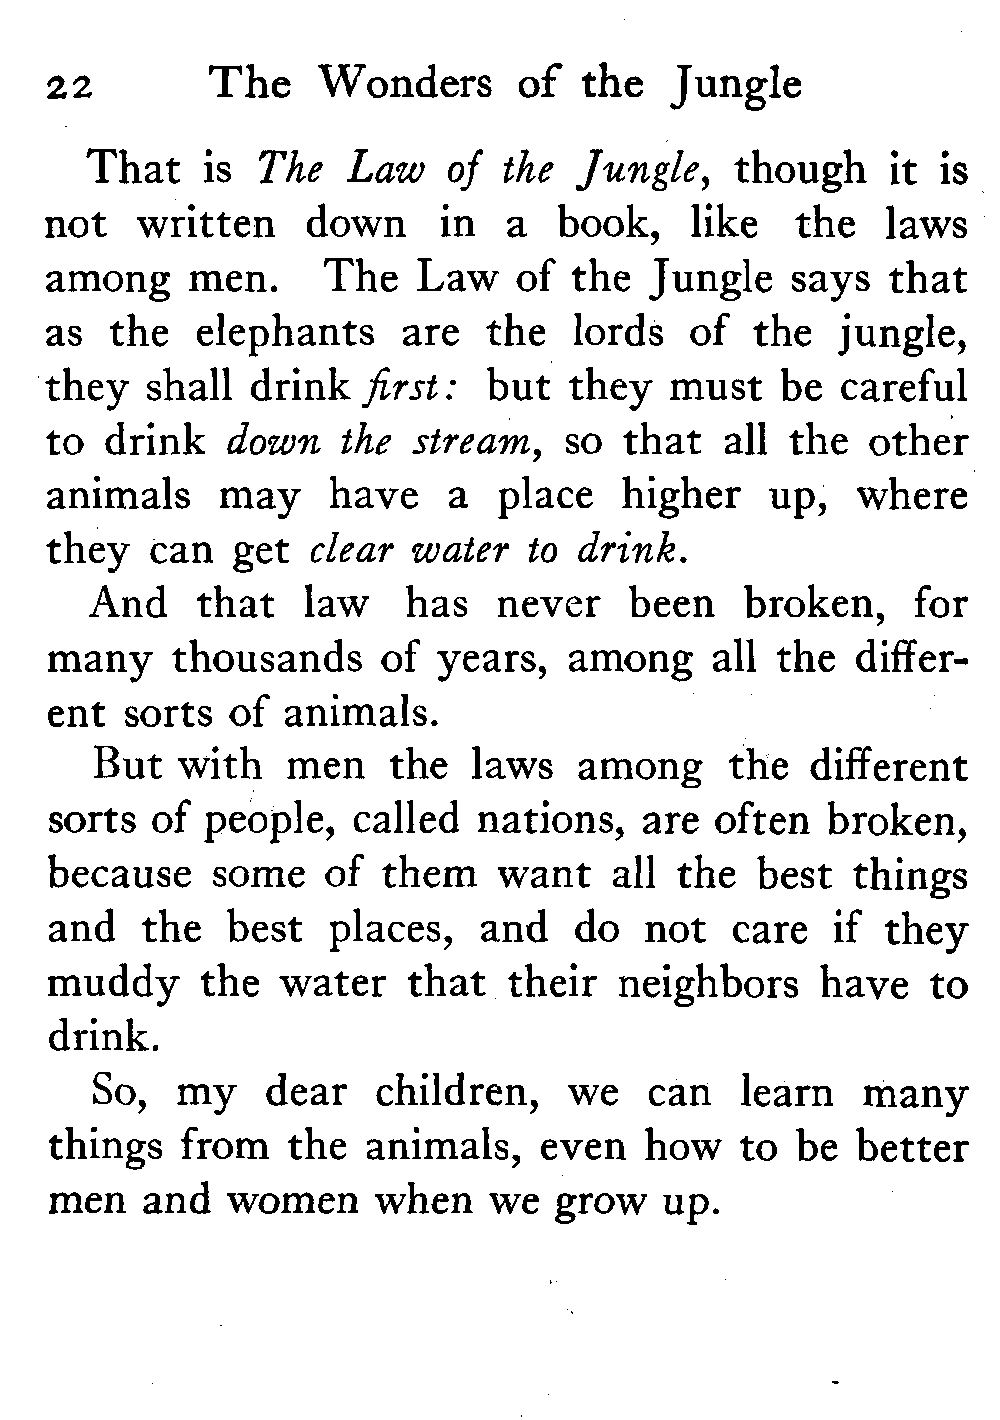 22 The Wonders of the Jungle
That is The Law of the Jungle, though it is
not written down in a book, like the laws
among men. The Law of the Jungle says that
as the elephants are the lords of the jungle,
they shall drink first: but they must be careful
to drink down the stream, so that all the other
animals may have a place higher up, where
they can get clear water to drink.
And that law has never been broken, for
many thousands of years, among all the differ-
ent sorts of animals.
But with men the laws among the different
sorts of people, called nations, are often broken,
because some of them want all the best things
and the best places, and do not care if they
muddy the water that their neighbors have to
drink.
So, my dear children, we can learn many
things from the animals, even how to be better
men and women when we grow up.